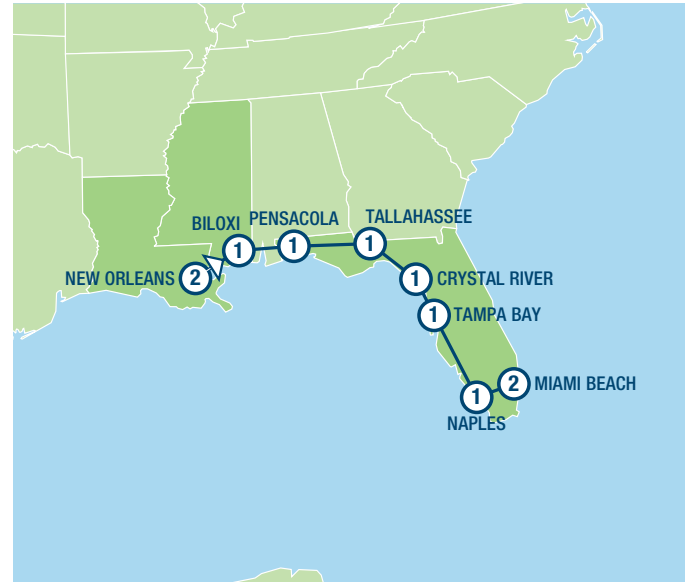 BILOXI
PENSACOLA
TALLAHASSEE
1
1
1
NEW ORLEANS
2
1
CRYSTAL RIVER
1
TAMPA BAY
1
2
MIAMI BEACH
NAPLES